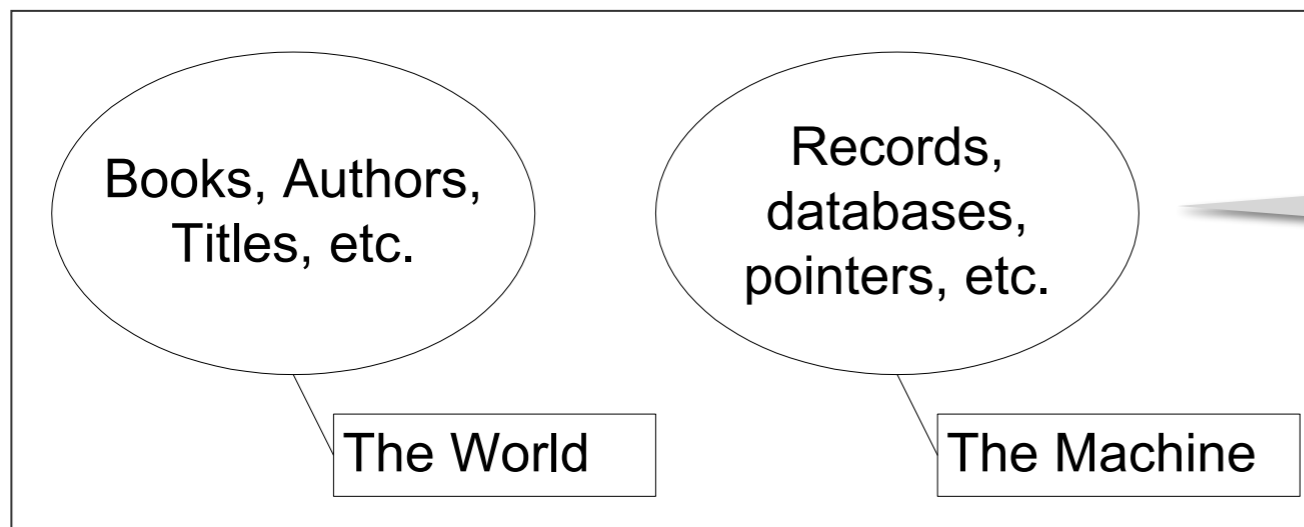 Books, Authors,
Titles, etc.
Records,
databases,
pointers, etc.
The World
The Machine